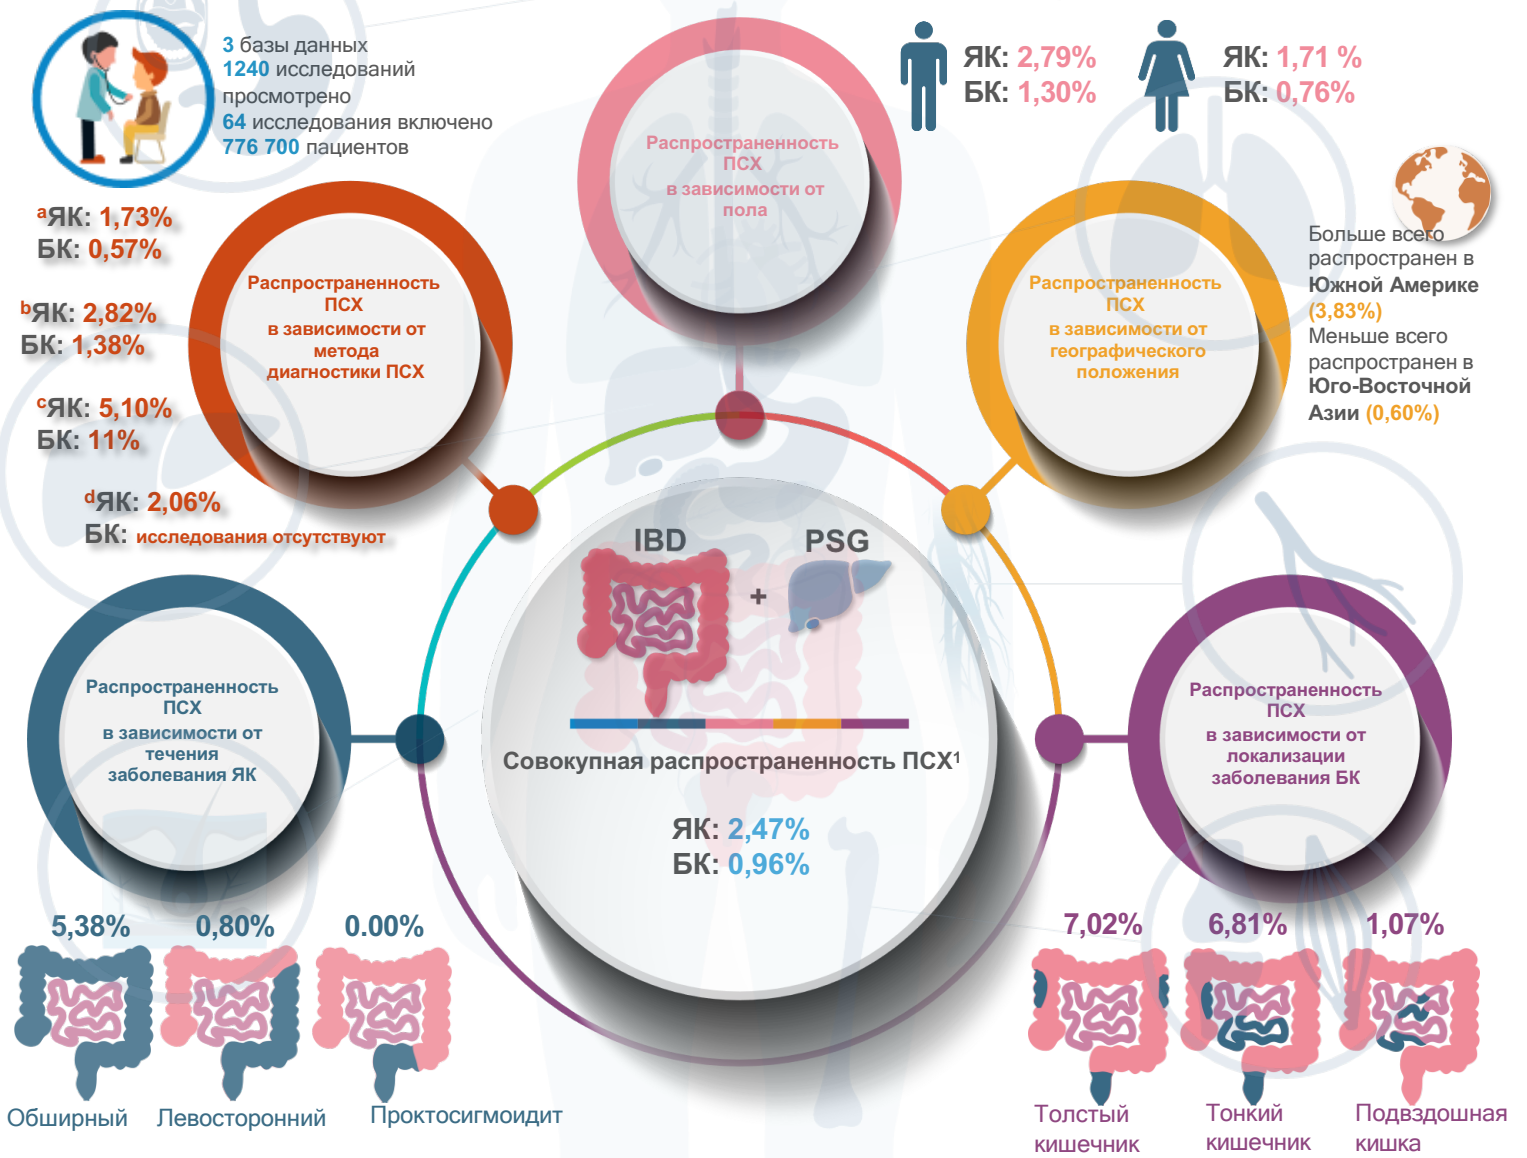 3 базы данных
1240 исследований
просмотрено
64 исследования включено
776 700 пациентов
Распространенность
ПСХ
в зависимости от
пола
ЯК: 2,79%
БК: 1,30%
ЯК: 1,71 %
БК: 0,76%
aЯК: 1,73%
БК: 0,57%
bЯК: 2,82%
БК: 1,38%
cЯК: 5,10%
БК: 11%
dЯК: 2,06%
БК: исследования отсутствуют
Распространенность
ПСХ
в зависимости от
метода
диагностики ПСХ
Распространенность
ПСХ
в зависимости от
географического
положения
Больше всего
распространен в
Южной Америке
(3,83%)
Меньше всего
распространен в
Юго-Восточной
Азии (0,60%)
IBD
PSG
+
Совокупная распространенность ПСХ¹
ЯК: 2,47%
БК: 0,96%
Распространенность
ПСХ
в зависимости от
течения
заболевания ЯК
5,38%
0,80%
0.00%
Обширный
Левосторонний
Проктосигмоидит
Распространенность
ПСХ
в зависимости от
локализации
заболевания БК
7,02%
6,81%
1,07%
Толстый
кишечник
Тонкий
кишечник
Подвздошная
кишка